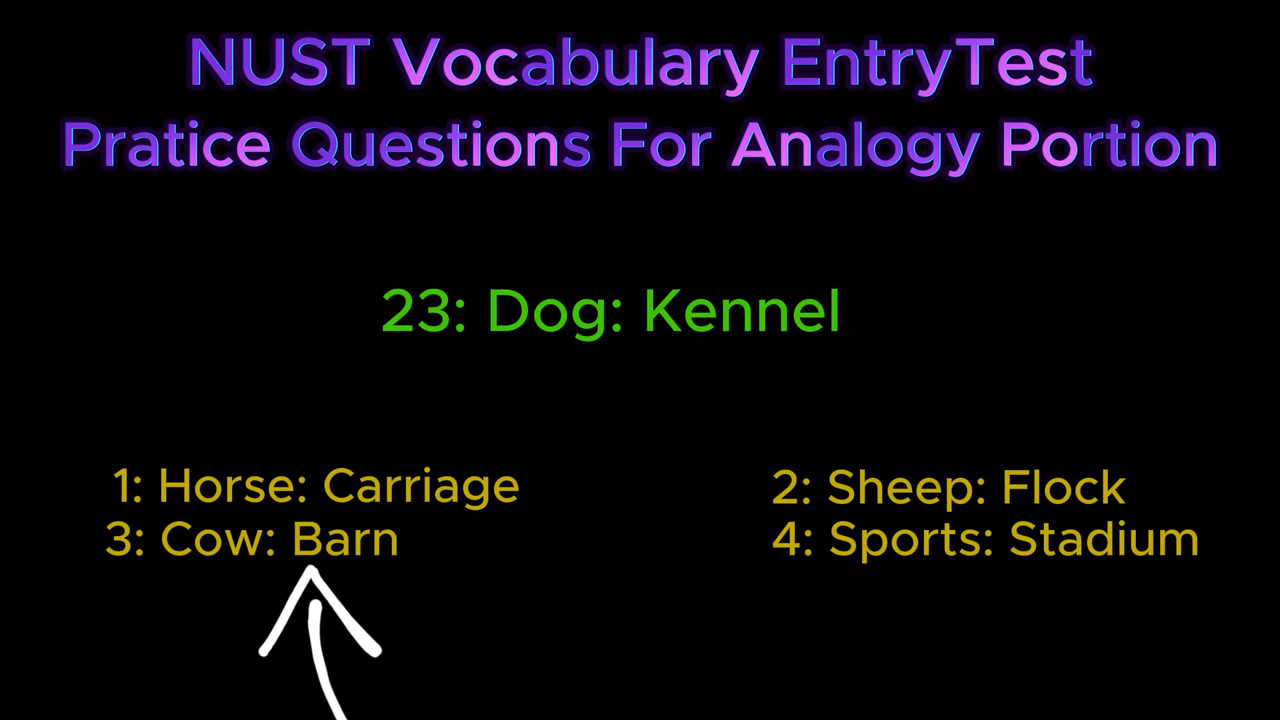 NUST Vocabulary EntryTest
Pratice Questions For Analogy Portion
23: Dog: Kennel
1: Horse: Carriage
2: Sheep: Flock
3: Cow: Barn
4: Sports: Stadium